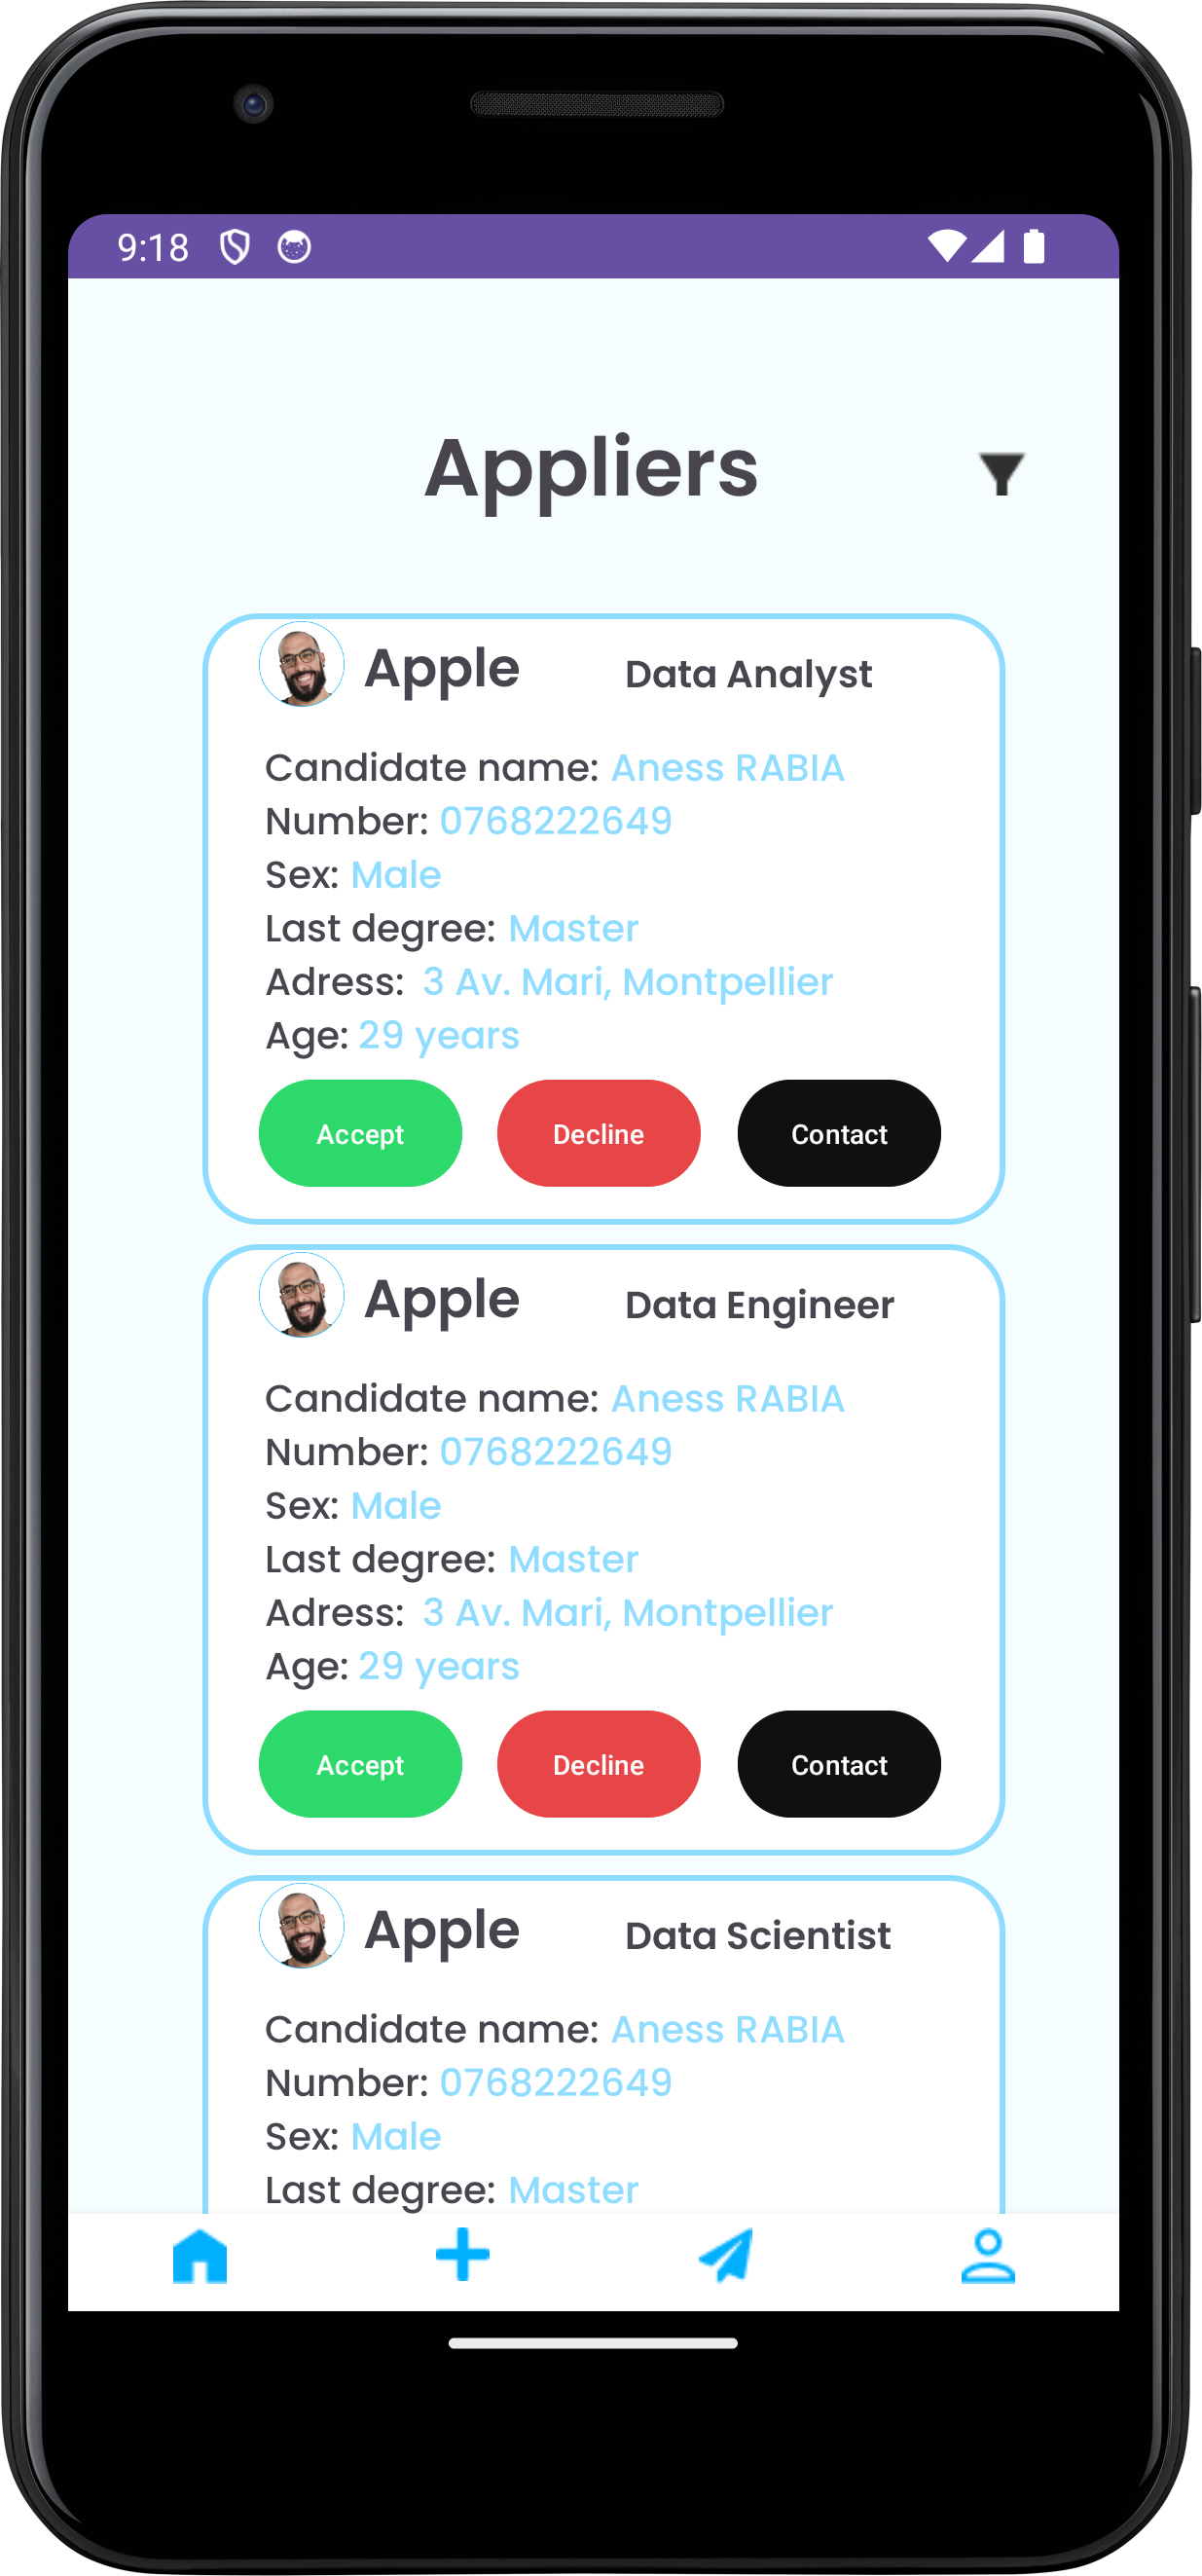 9:18
Appliers
Apple Data Analyst
Candidate name: Aness RABIA
Number: 0768222649
Sex: Male
Last degree: Master
Adress: 3 Av. Mari, Montpellier
Age: 29 years
Accept Decline Contact
Apple Data Engineer
Candidate name: Aness RABIA
Number: 0768222649
Sex: Male
Last degree: Master
Adress: 3 Av. Mari, Montpellier
Age: 29 years
Accept Decline Contact
Apple Data Scientist
Candidate name: Aness RABIA
Number: 0768222649
Sex: Male
Last degree: Master